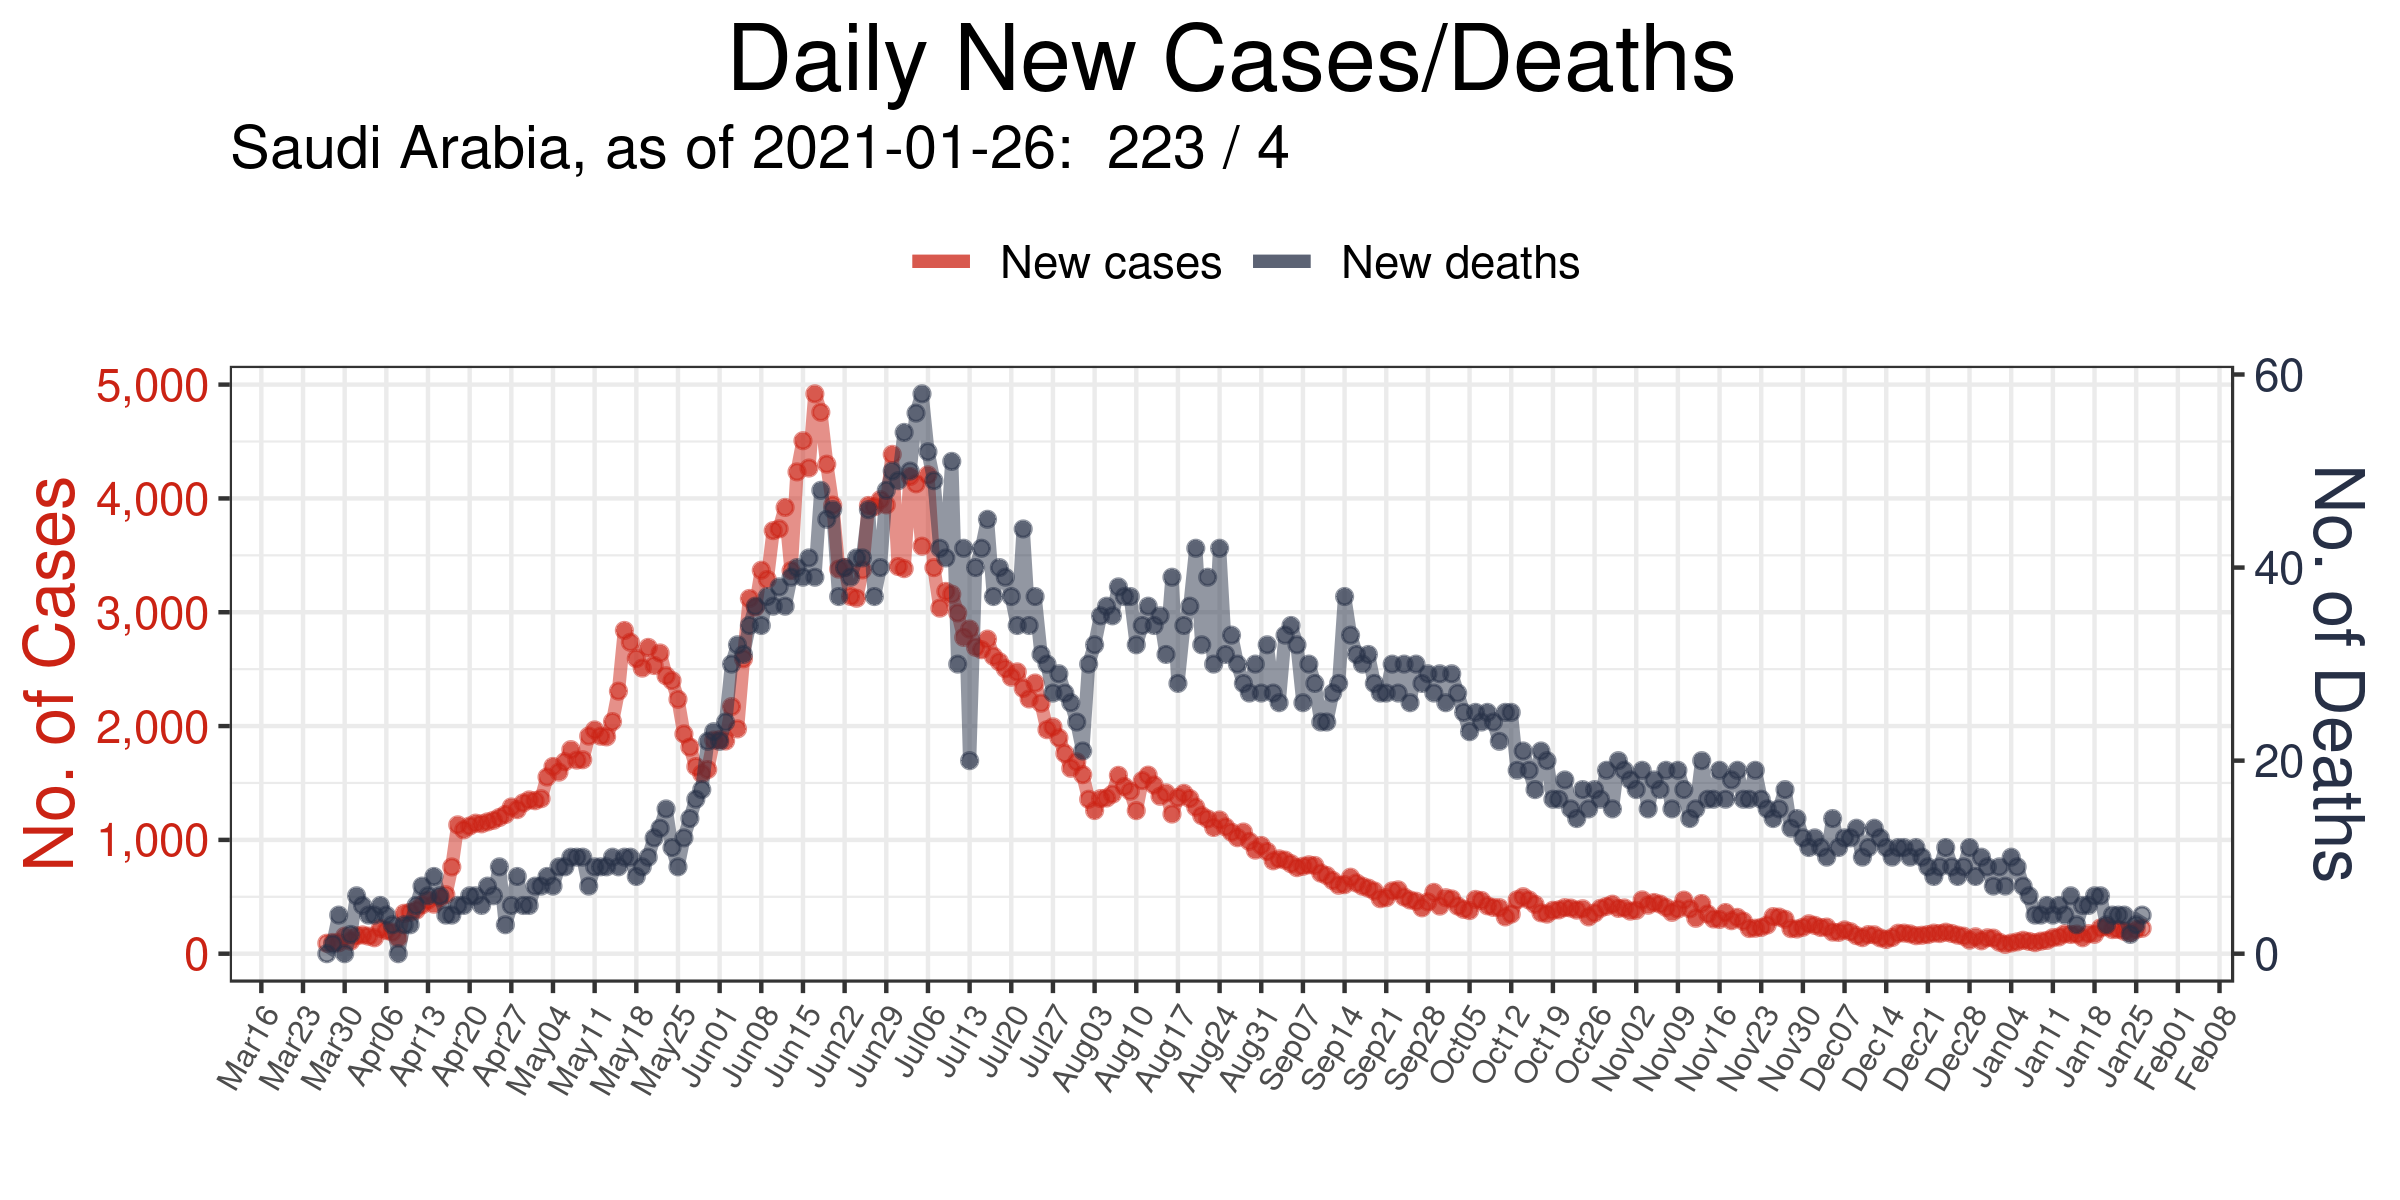 Daily New Cases/Deaths
Saudi Arabia, as of 2021-01-26:  223 / 4
New cases
New deaths
No. of Cases
5,000
4,000
3,000
2,000
1,000
0
60
40
20
0
No. of Deaths
Mar16
Mar23
Mar30
Apr06
Apr13
Apr20
Apr27
May04
May11
May18
May25
Jun01
Jun08
Jun15
Jun22
Jun29
Jul06
Jul13
Jul20
Jul27
Aug03
Aug10
Aug17
Aug24
Aug31
Sep07
Sep14
Sep21
Sep28
Oct05
Oct12
Oct19
Oct26
Nov02
Nov09
Nov16
Nov23
Nov30
Dec07
Dec14
Dec21
Dec28
Jan04
Jan11
Jan18
Jan25
Feb01
Feb08